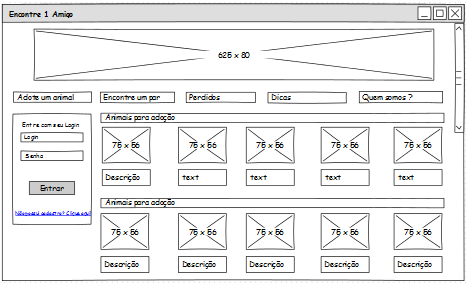 Encontre 1 Amigo
625 x 80
Adote um animal
Encontre um par
Perdidos
Dicas
Quem somos ?
Entre com seu Login
Login
Senha
Entrar
Não possui cadastro? Clique aqui!
Animais para adoção
75 x 56
75 x 56
75 x 56
75 x 56
75 x 56
Descrição
text
text
text
text
Animais para adoção
75 x 56
75 x 56
75 x 56
75 x 56
75 x 56
Descrição
Descrição
Descrição
Descrição
Descrição